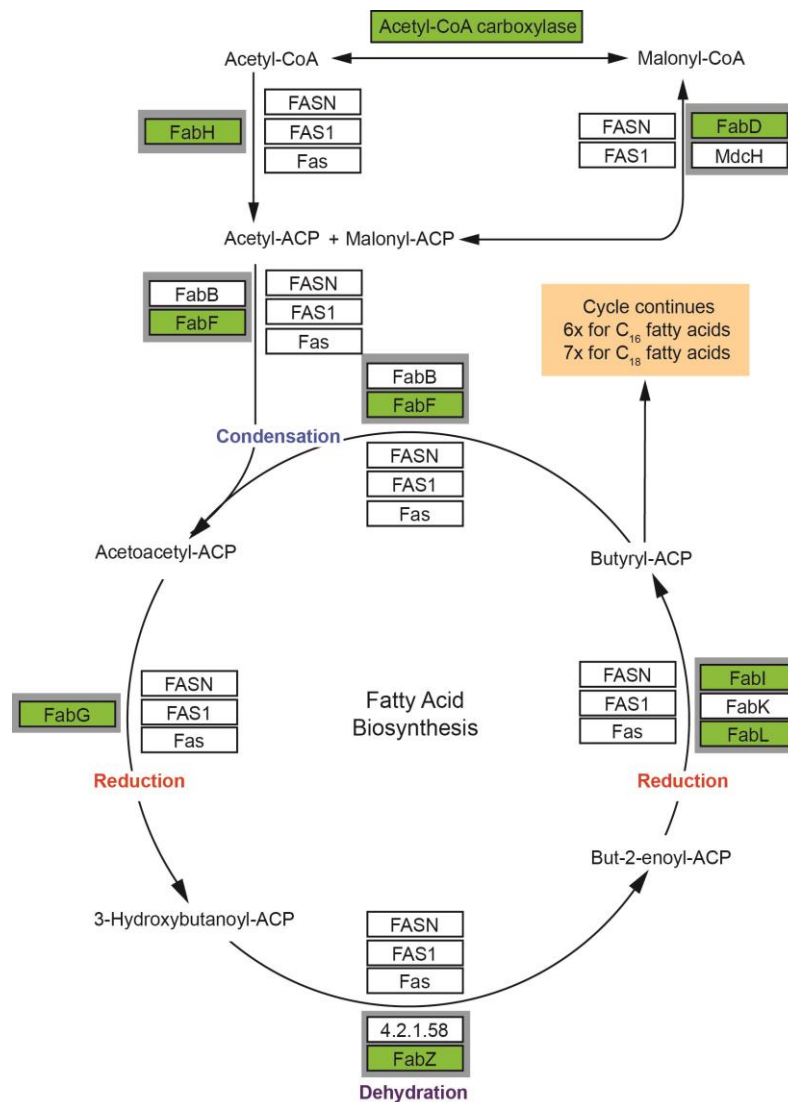 Acetyl-CoA carboxylase
Acetyl-CoA
Malonyl-CoA
FabH
FASN
FAS1
Fas
FASN
FAS1
FabD
MdcH
Acetyl-ACP + Malonyl-ACP
FabB
FabF
FASN
FAS1
Fas
Cycle continues
6x for C16 fatty acids
7x for C18 fatty acids
FabB
FabF
Condensation
FASN
FAS1
Fas
Acetoacetyl-ACP
Butyryl-ACP
FabG
FASN
FAS1
Fas
Fatty Acid
Biosynthesis
FASN
FAS1
Fas
FabI
FabK
FabL
Reduction
Reduction
But-2-enoyl-ACP
3-Hydroxybutanoyl-ACP
FASN
FAS1
Fas
4.2.1.58
FabZ
Dehydration